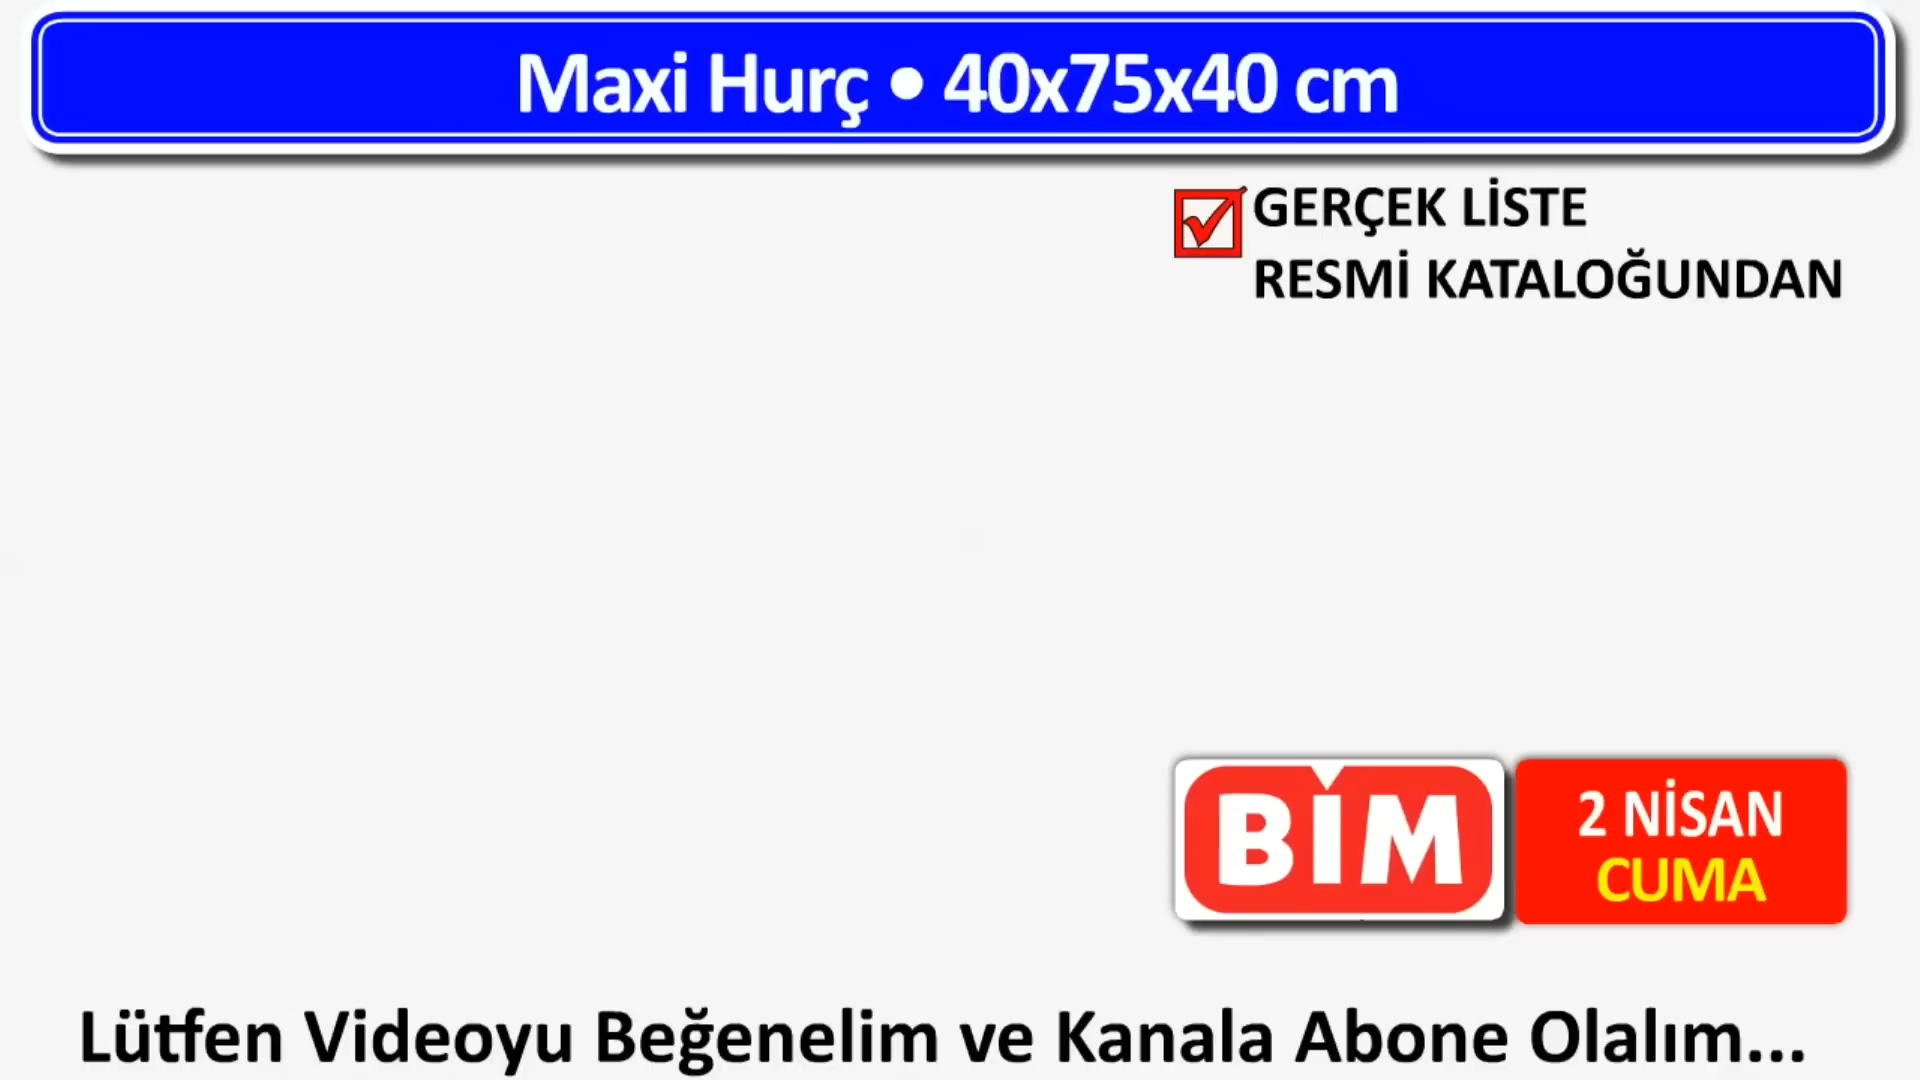 Maxi Hurç • 40x75x40 cm
GERÇEK LİSTE
RESMİ KATALOĞUNDAN
BİM
2 NİSAN
CUMA
Lütfen Videoyu Beğenelim ve Kanala Abone Olalım...